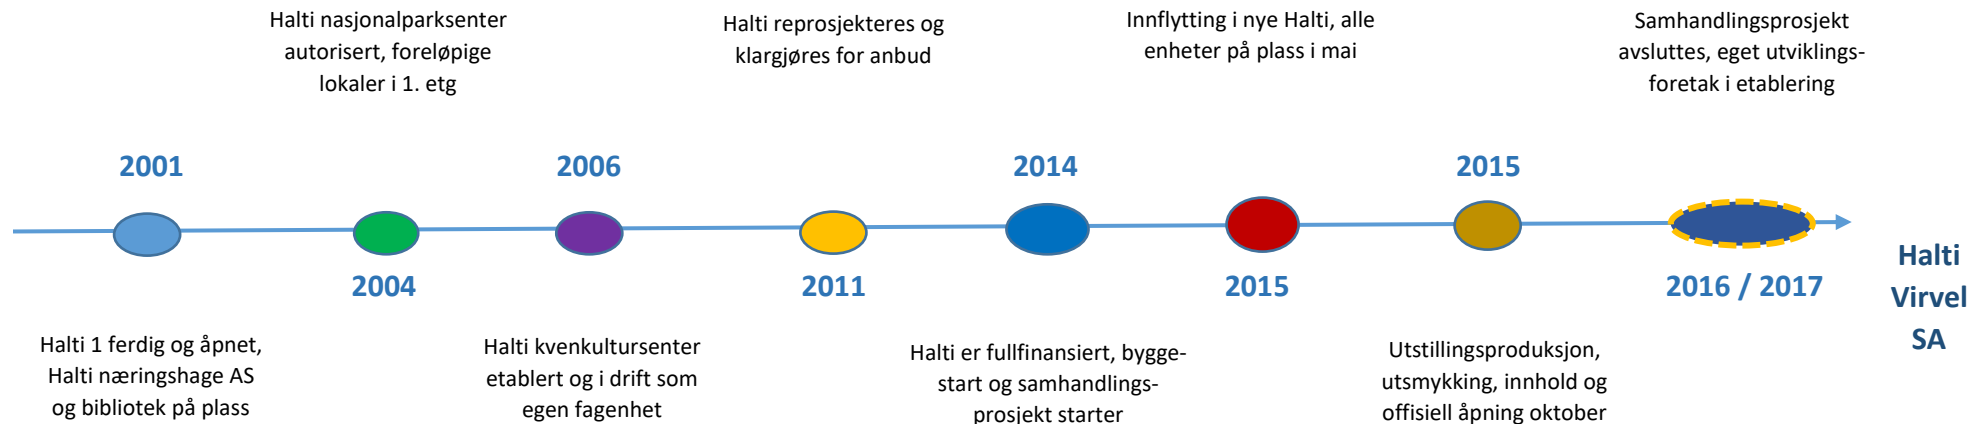 Halti nasjonalparksenter
autorisert, foreløpige
lokaler i 1. etg
Halti reprosjekteres og
klargjøres for anbud
Innflytting i nye Halti, alle
enheter på plass i mai
Samhandlingsprosjekt
avsluttes, eget utviklings-
foretak i etablering
2001
2006
2014
2015
2004
2011
2015
2016 / 2017
Halti
Virvel
SA
Halti 1 ferdig og åpnet,
Halti næringshage AS
og bibliotek på plass
Halti kvenkultursenter
etablert og i drift som
egen fagenhet
Halti er fullfinansiert, bygge-
start og samhandlings-
prosjekt starter
Utstillingsproduksjon,
utsmykking, innhold og
offisiell åpning oktober